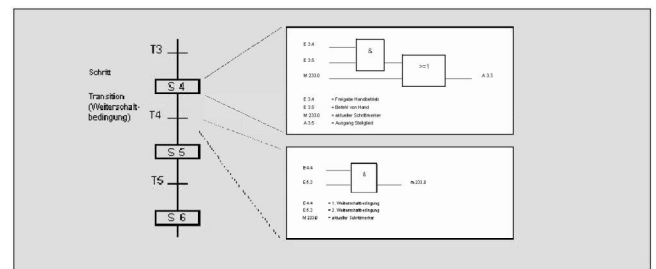 T3
Schritt
S 4
Transition
(Weiterschalt-
bedingung)
T4
S 5
T5
S 6
E 3.4
E 3.6
M 233.0
&
>=1
A 3.5
E 3.4 = Freigabe Handbetrieb
E 3.6 = Befehl von Hand
M 233.0 = aktueller Schrittmerker
A 3.5 = Ausgang Stellglied
E 4.4
E 5.3
&
m 233.0
E 4.4 = 1. Weiterschaltbedingung
E 5.3 = 2. Weiterschaltbedingung
M 233.0 = aktueller Schrittmerker